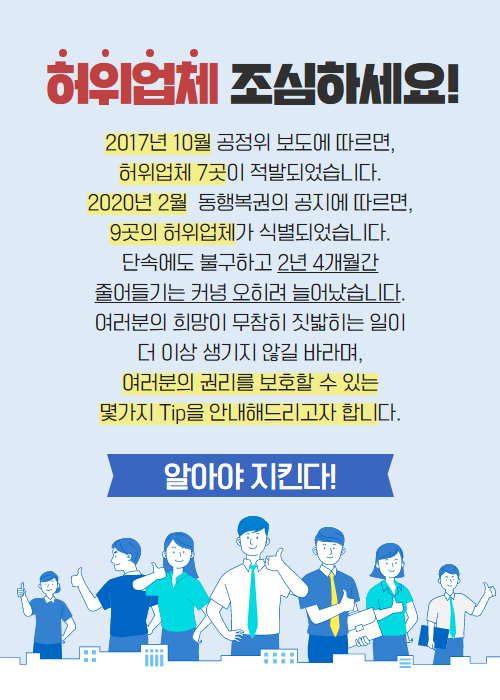 허위업체 조심하세요!
2017년 10월 공정위 보도에 따르면,
허위업체 7곳이 적발되었습니다.
2020년 2월 동행복권의 공지에 따르면,
9곳의 허위업체가 식별되었습니다.
단속에도 불구하고 2년 4개월간
줄어들기는 커녕 오히려 늘어났습니다.
여러분의 희망이 무참히 짓밟히는 일이
더 이상 생기지 않길 바라며,
여러분의 권리를 보호할 수 있는
몇가지 Tip을 안내해드리고자 합니다.
알아야 지킨다!